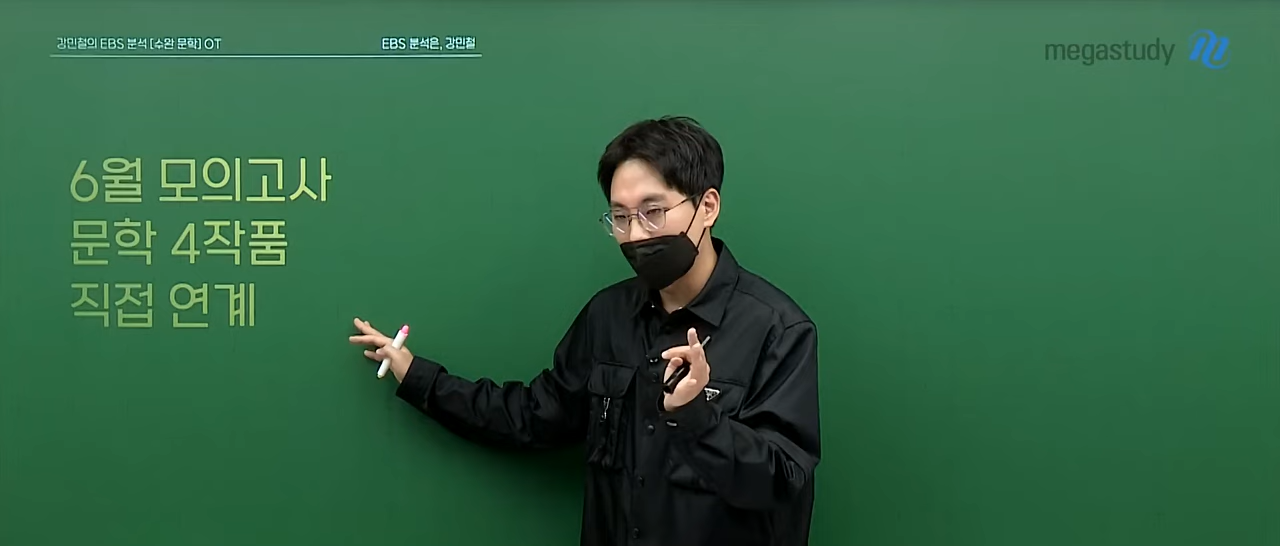 강민철의 EBS 분석 [수완 문학] OT
EBS 분석은, 강민철
megastudy
6월 모의고사
문학 4작품
직접 연계